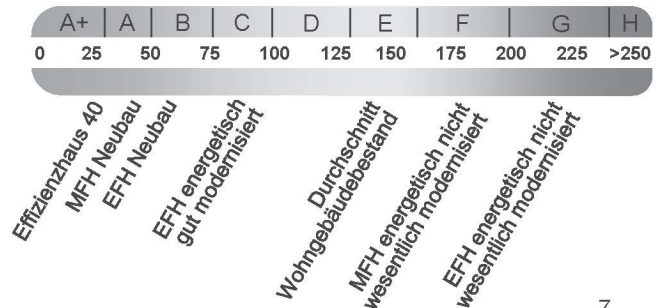 A+ A B C D E F G H
0 25 50 75 100 125 150 175 200 225 >250
Effizienzhaus 40
MFH Neubau
EFH Neubau
EFH energetisch
gut modernisiert
Durchschnitt
Wohngebäudebestand
MFH energetisch nicht
wesentlich modernisiert
EFH energetisch nicht
wesentlich modernisiert